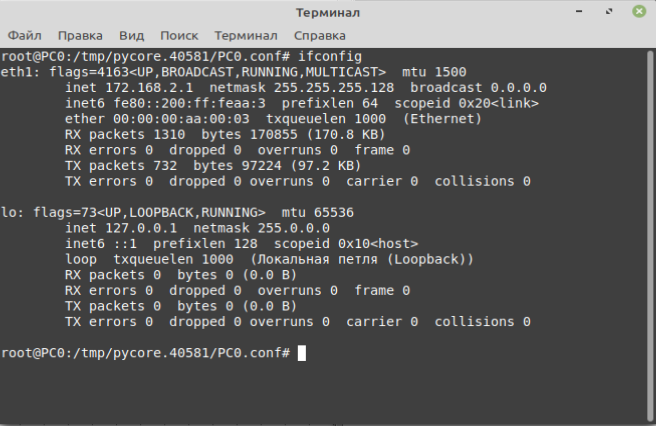 Терминал
Файл Правка Вид Поиск Терминал Справка
root@PC0:/tmp/pycore.40581/PC0.conf# ifconfig
eth1: flags=4163<UP,BROADCAST,RUNNING,MULTICAST>  mtu 1500
        inet 172.168.2.1  netmask 255.255.255.128  broadcast 0.0.0.0
        inet6 fe80::200:ff:feaa:3  prefixlen 64  scopeid 0x20<link>
        ether 00:00:00:aa:00:03  txqueuelen 1000  (Ethernet)
        RX packets 1310  bytes 170855 (170.8 KB)
        RX errors 0  dropped 0  overruns 0  frame 0
        TX packets 732  bytes 97224 (97.2 KB)
        TX errors 0  dropped 0 overruns 0  carrier 0  collisions 0

lo: flags=73<UP,LOOPBACK,RUNNING>  mtu 65536
        inet 127.0.0.1  netmask 255.0.0.0
        inet6 ::1  prefixlen 128  scopeid 0x10<host>
        loop  txqueuelen 1000  (Локальная петля (Loopback))
        RX packets 0  bytes 0 (0.0 B)
        RX errors 0  dropped 0  overruns 0  frame 0
        TX packets 0  bytes 0 (0.0 B)
        TX errors 0  dropped 0 overruns 0  carrier 0  collisions 0

root@PC0:/tmp/pycore.40581/PC0.conf#